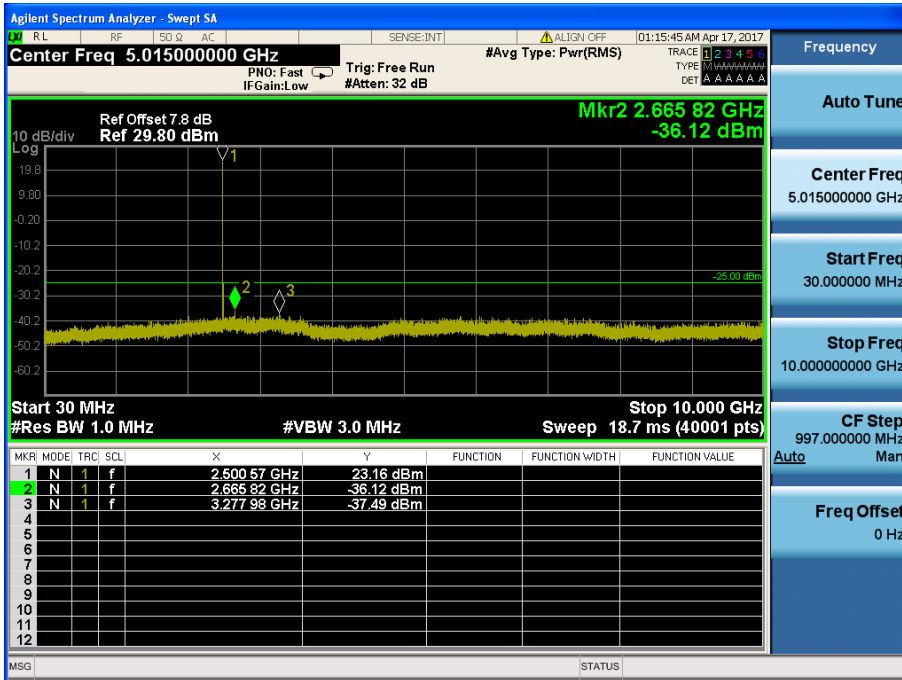 Agilent Spectrum Analyzer - Swept SA
LXI RL RF 50 Ω AC SENSE:INT ALIGN OFF 01:15:45 AM Apr 17, 2017
Center Freq 5.015000000 GHz
PNO: Fast
IFGain:Low
Trig: Free Run
#Atten: 32 dB
#Avg Type: Pwr(RMS)
TRACE 1 2 3 4 5 6
TYPE M
DET A A A A A A
Frequency
Auto Tune
Center Freq
5.015000000 GHz
Start Freq
30.000000 MHz
Stop Freq
10.000000000 GHz
CF Step
997.000000 MHz
Auto Man
Freq Offset
0 Hz
Mkr2 2.665 82 GHz
-36.12 dBm
Ref Offset 7.8 dB
10 dB/div Ref 29.80 dBm
Log
1
19.8
9.80
-0.20
-10.2
-20.2
-25.00 dBm
2
3
-30.2
-40.2
-50.2
-60.2
Start 30 MHz Stop 10.000 GHz
#Res BW 1.0 MHz #VBW 3.0 MHz Sweep 18.7 ms (40001 pts)
MKR MODE TRC SCL X Y FUNCTION FUNCTION WIDTH FUNCTION VALUE
1 N 1 f 2.500 57 GHz 23.16 dBm
2 N 1 f 2.665 82 GHz -36.12 dBm
3 N 1 f 3.277 98 GHz -37.49 dBm
4
5
6
7
8
9
10
11
12
MSG STATUS